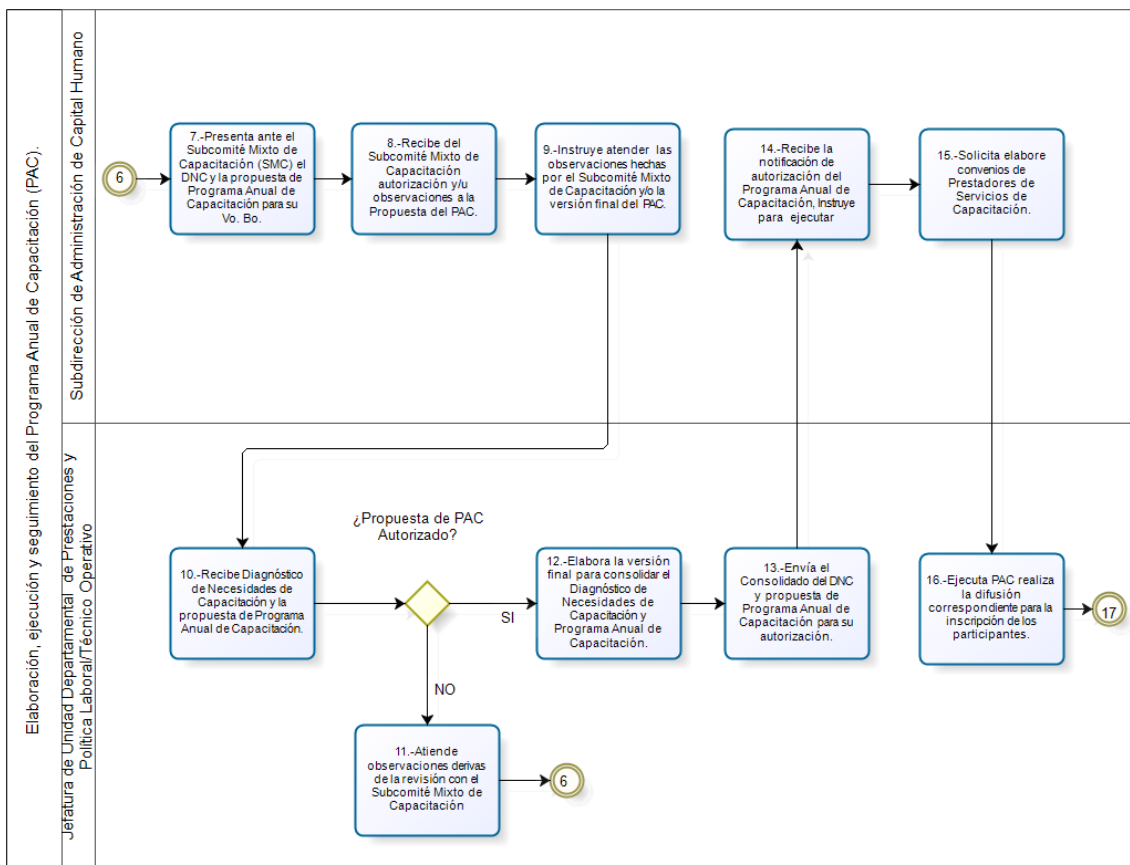 Elaboración, ejecución y seguimiento del Programa Anual de Capacitación (PAC).
Subdirección de Administración de Capital Humano
6
7.-Presenta ante el
Subcomité Mixto de
Capacitación (SMC) el
DNC y la propuesta de
Programa Anual de
Capacitación para su
Vo. Bo.
8.-Recibe del
Subcomité Mixto de
Capacitación
autorización y/u
observaciones a la
Propuesta del PAC.
9.-Instruye atender las
observaciones hechas
por el Subcomité Mixto
de Capacitación y/o la
versión final del PAC.
14.-Recibe la
notificación de
autorización del
Programa Anual de
Capacitación, Instruye
para ejecutar
15.-Solicita elabore
convenios de
Prestadores de
Servicios de
Capacitación.
Jefatura de Unidad Departamental de Prestaciones y
Política Laboral/Técnico Operativo
10.-Recibe Diagnóstico
de Necesidades de
Capacitación y la
propuesta de Programa
Anual de Capacitación.
¿Propuesta de PAC
Autorizado?
SI
NO
11.-Atiende
observaciones derivas
de la revisión con el
Subcomité Mixto de
Capacitación
6
12.-Elabora la versión
final para consolidar el
Diagnóstico de
Necesidades de
Capacitación y
Programa Anual de
Capacitación.
13.-Envía el
Consolidado del DNC
y propuesta de
Programa Anual de
Capacitación para su
autorización.
16.-Ejecuta PAC realiza
la difusión
correspondiente para la
inscripción de los
participantes.
17